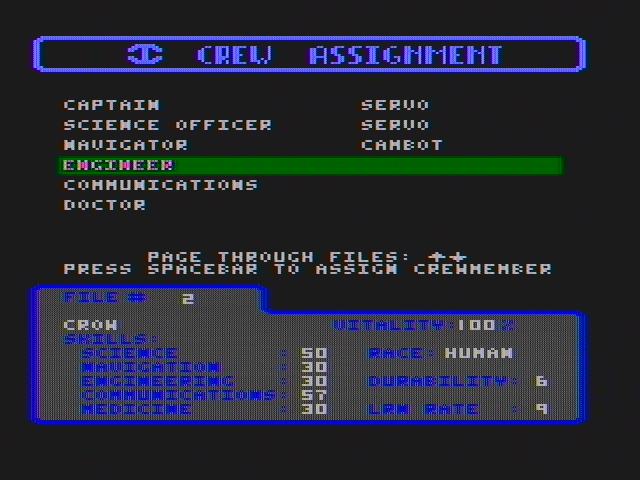 CREW ASSIGNMENT
CAPTAIN SERVO
SCIENCE OFFICER SERVO
NAVIGATOR CAMBOT
ENGINEER
COMMUNICATIONS
DOCTOR
PAGE THROUGH FILES: ↑↓
PRESS SPACEBAR TO ASSIGN CREWMEMBER
FILE # 2
CROW VITALITY:100%
SKILLS:
SCIENCE : 50 RACE: HUMAN
NAVIGATION : 30
ENGINEERING : 30 DURABILITY: 6
COMMUNICATIONS: 57
MEDICINE : 30 LRN RATE : 9